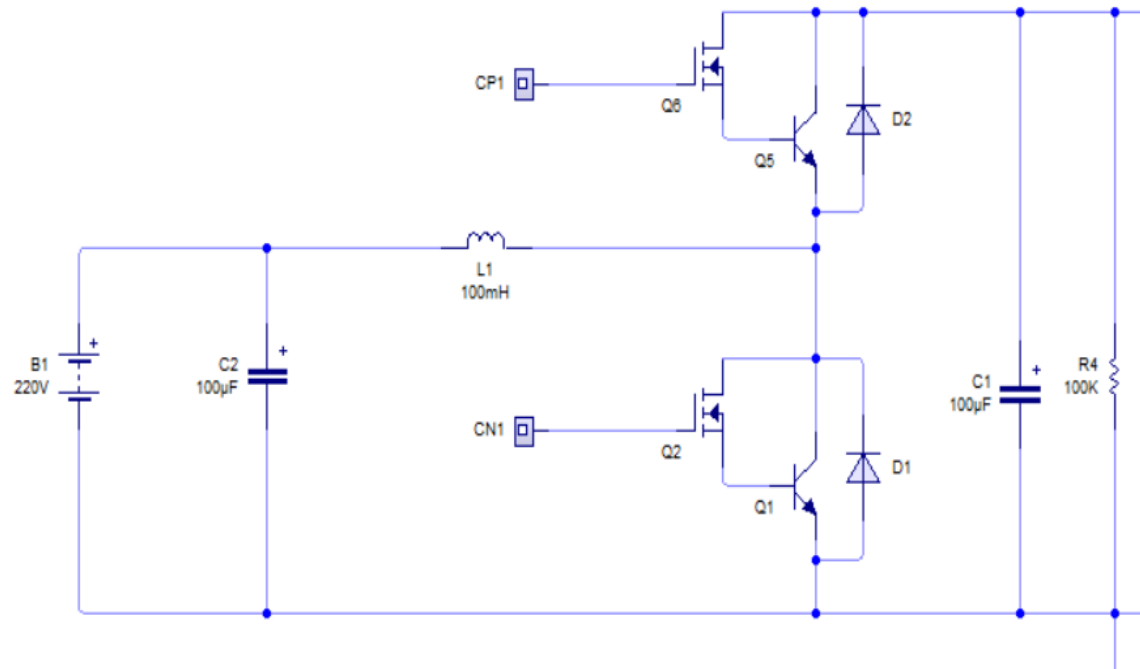 CP1
Q6
D2
Q5
L1
100mH
B1
220V
C2
100µF
+
+
C1
100µF
+
R4
100K
CN1
Q2
D1
Q1